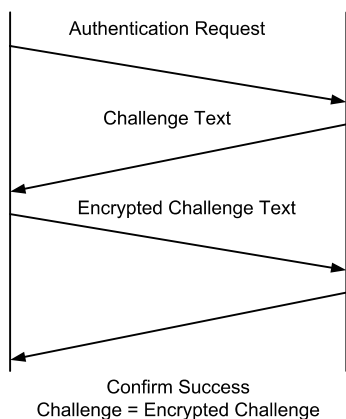 Authentication Request
Challenge Text
Encrypted Challenge Text
Confirm Success
Challenge = Encrypted Challenge